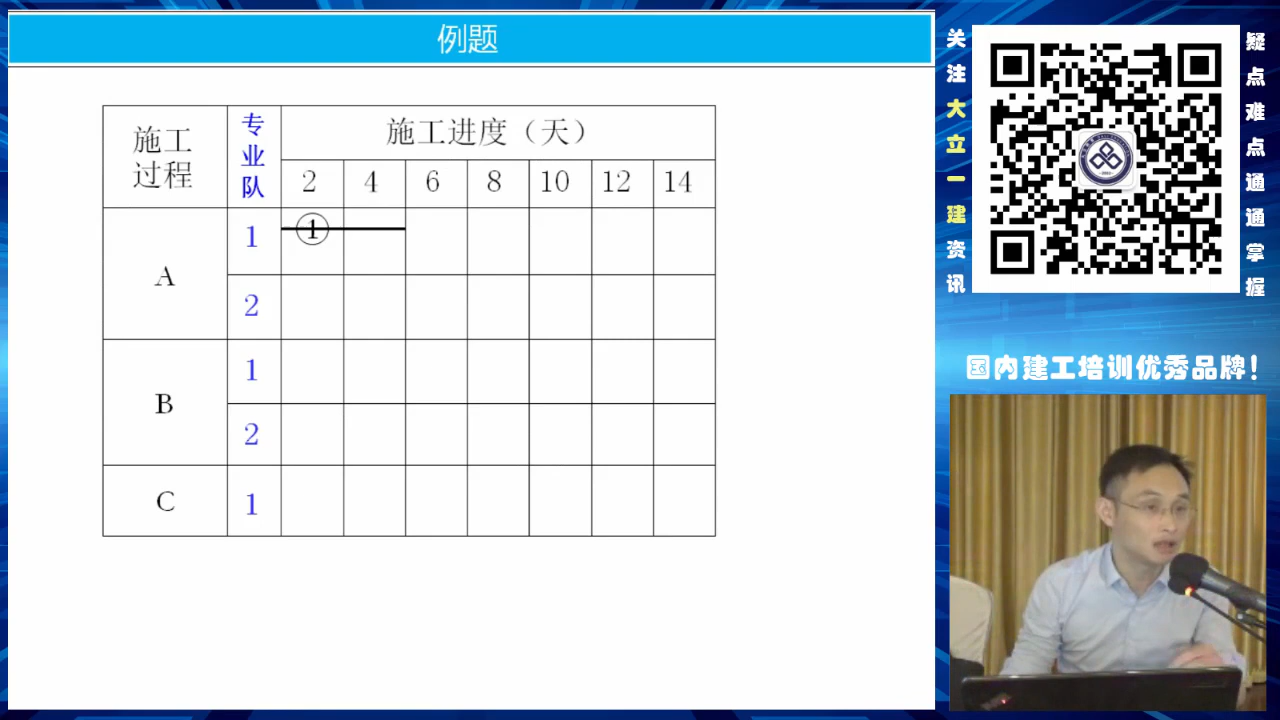 例题
施工过程
专业队
施工进度（天）
2 4 6 8 10 12 14
A
1
①
2
B
1
2
C
1
关注大立一建资讯
疑点难点通通掌握
国内建工培训优秀品牌!